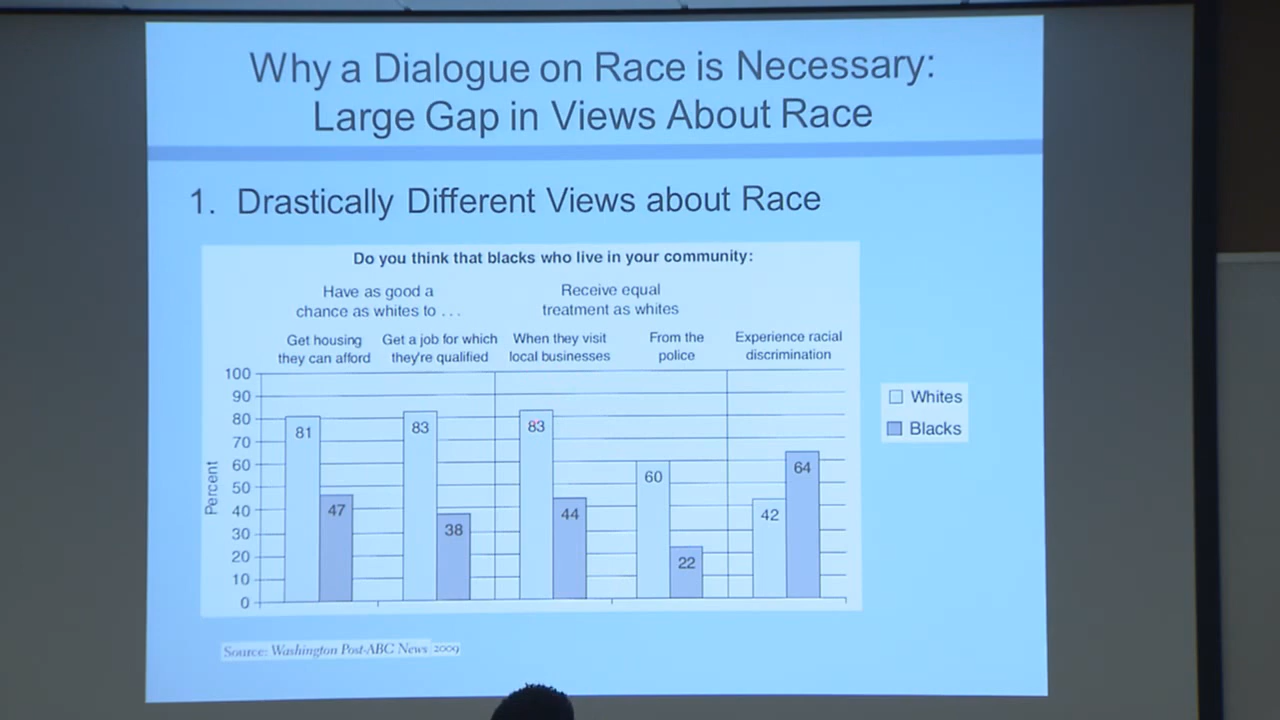 Why a Dialogue on Race is Necessary:
Large Gap in Views About Race
1. Drastically Different Views about Race
Do you think that blacks who live in your community:
Have as good a
chance as whites to . . .
Receive equal
treatment as whites
Get housing
they can afford
Get a job for which
they're qualified
When they visit
local businesses
From the
police
Experience racial
discrimination
Percent
100
90
80
70
60
50
40
30
20
10
0
81
47
83
38
83
44
60
22
42
64
Whites
Blacks
Source: Washington Post-ABC News 2009